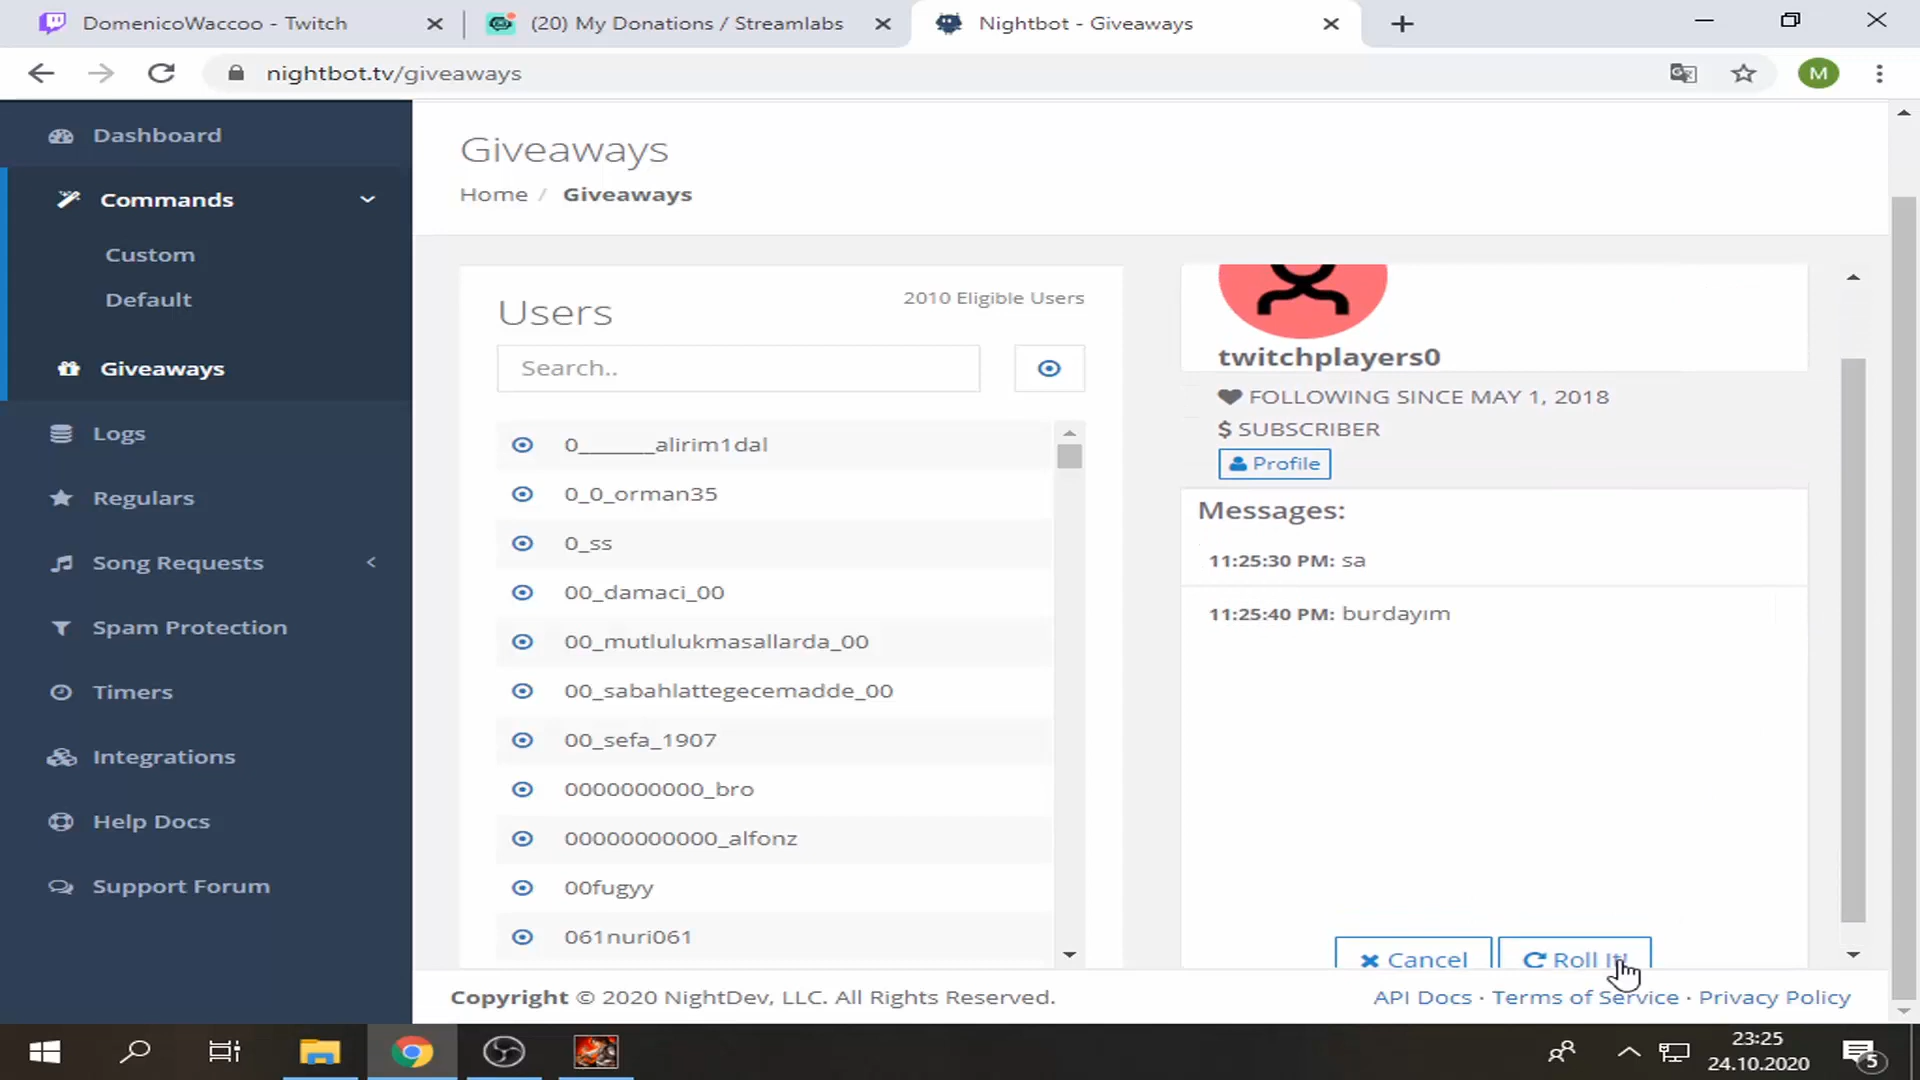 DomenicoWaccoo - Twitch
(20) My Donations / Streamlabs
Nightbot - Giveaways
nightbot.tv/giveaways
M
Dashboard
Commands
Custom
Default
Giveaways
Logs
Regulars
Song Requests
Spam Protection
Timers
Integrations
Help Docs
Support Forum
Giveaways
Home / Giveaways
Users
2010 Eligible Users
Search..
0_______alirim1dal
0_0_orman35
0_ss
00_damaci_00
00_mutlulukmasallarda_00
00_sabahlattegecemadde_00
00_sefa_1907
0000000000_bro
00000000000_alfonz
00fugyy
061nuri061
twitchplayers0
FOLLOWING SINCE MAY 1, 2018
$ SUBSCRIBER
Profile
Messages:
11:25:30 PM: sa
11:25:40 PM: burdayım
Cancel
Roll It!
Copyright © 2020 NightDev, LLC. All Rights Reserved.
API Docs · Terms of Service · Privacy Policy
23:25
24.10.2020
5